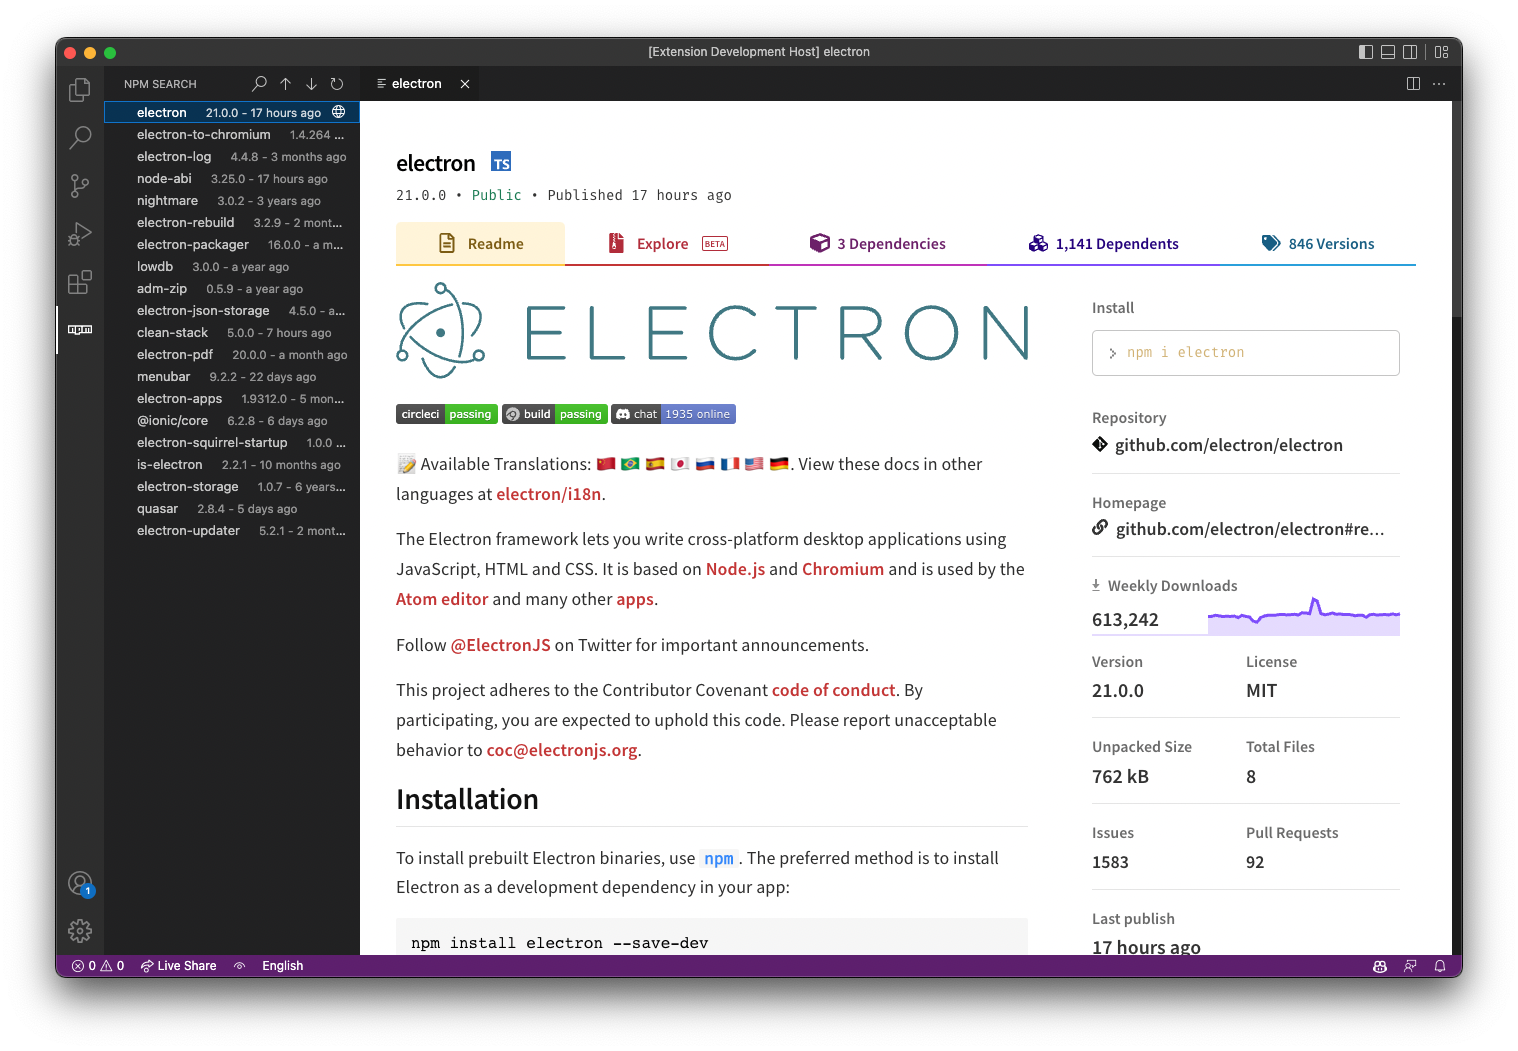 [Extension Development Host] electron
NPM SEARCH
electron 21.0.0 - 17 hours ago
electron-to-chromium 1.4.264 ...
electron-log 4.4.8 - 3 months ago
node-abi 3.25.0 - 17 hours ago
nightmare 3.0.2 - 3 years ago
electron-rebuild 3.2.9 - 2 mont...
electron-packager 16.0.0 - a m...
lowdb 3.0.0 - a year ago
adm-zip 0.5.9 - a year ago
electron-json-storage 4.5.0 - a...
clean-stack 5.0.0 - 7 hours ago
electron-pdf 20.0.0 - a month ago
menubar 9.2.2 - 22 days ago
electron-apps 1.9312.0 - 5 mon...
@ionic/core 6.2.8 - 6 days ago
electron-squirrel-startup 1.0.0 ...
is-electron 2.2.1 - 10 months ago
electron-storage 1.0.7 - 6 years...
quasar 2.8.4 - 5 days ago
electron-updater 5.2.1 - 2 mont...
1
electron
electron TS
21.0.0 • Public • Published 17 hours ago
Readme
Explore BETA
3 Dependencies
1,141 Dependents
846 Versions
ELECTRON
circleci passing build passing chat 1935 online
Available Translations: 🇨🇳 🇧🇷 🇪🇸 🇯🇵 🇷🇺 🇫🇷 🇺🇸 🇩🇪. View these docs in other
languages at electron/i18n.
The Electron framework lets you write cross-platform desktop applications using
JavaScript, HTML and CSS. It is based on Node.js and Chromium and is used by the
Atom editor and many other apps.
Follow @ElectronJS on Twitter for important announcements.
This project adheres to the Contributor Covenant code of conduct. By
participating, you are expected to uphold this code. Please report unacceptable
behavior to coc@electronjs.org.
Installation
To install prebuilt Electron binaries, use npm. The preferred method is to install
Electron as a development dependency in your app:
npm install electron --save-dev
Install
> npm i electron
Repository
github.com/electron/electron
Homepage
github.com/electron/electron#re...
Weekly Downloads
613,242
Version License
21.0.0 MIT
Unpacked Size Total Files
762 kB 8
Issues Pull Requests
1583 92
Last publish
17 hours ago
0 0 Live Share English